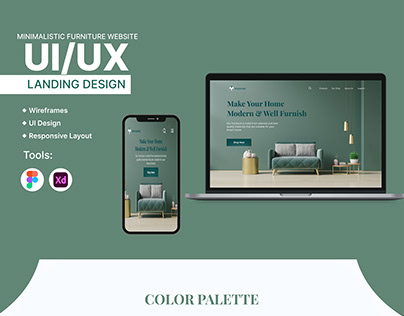 MINIMALISTIC FURNITURE WEBSITE
UI/UX
LANDING DESIGN
Wireframes
UI Design
Responsive Layout
Tools:
Xd
Make Your Home
Modern & Well Furnish
Make Your Home
Modern & Well Furnish
Shop Now
COLOR PALETTE